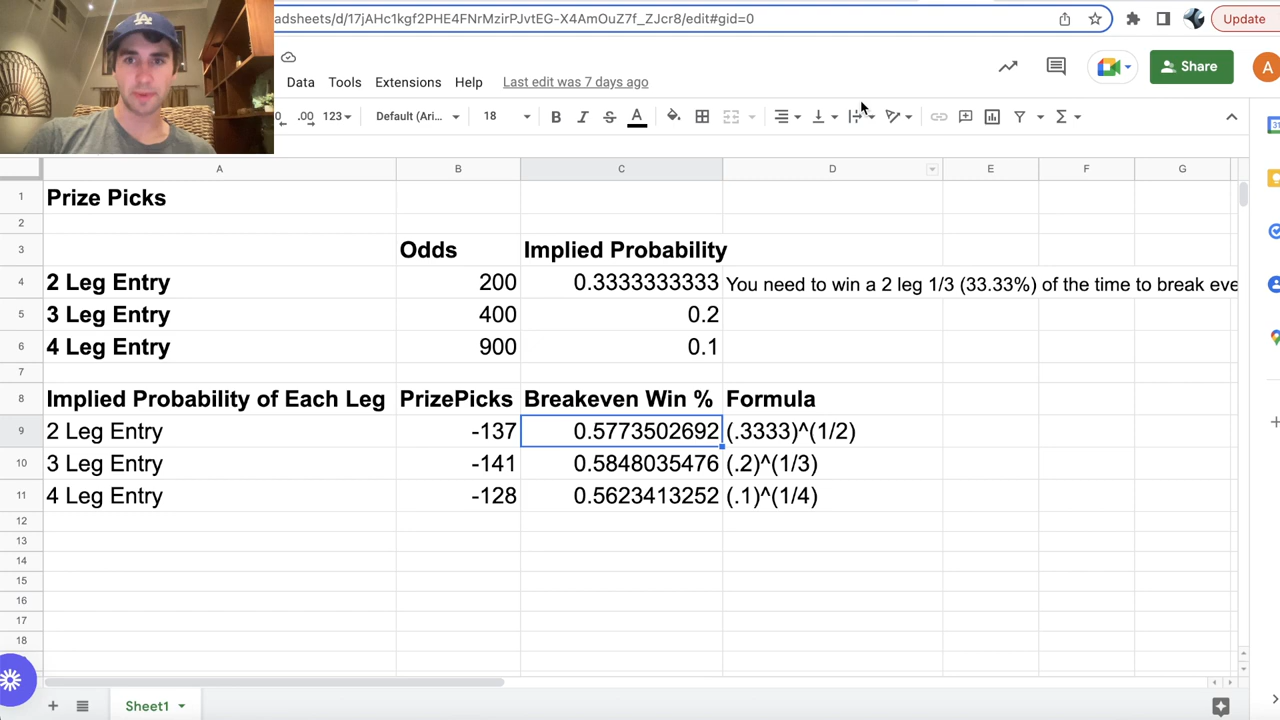 adsheets/d/17jAHc1kgf2PHE4FNrMzirPJvtEG-X4AmOuZ7f_ZJcr8/edit#gid=0
Update
LA
Data Tools Extensions Help Last edit was 7 days ago
Share
A
.00 123 Default (Ari... 18 B I S A Σ
A B C D E F G
1 Prize Picks
2
3 Odds Implied Probability
4 2 Leg Entry 200 0.3333333333 You need to win a 2 leg 1/3 (33.33%) of the time to break eve
5 3 Leg Entry 400 0.2
6 4 Leg Entry 900 0.1
7
8 Implied Probability of Each Leg PrizePicks Breakeven Win % Formula
9 2 Leg Entry -137 0.5773502692 (.3333)^(1/2)
10 3 Leg Entry -141 0.5848035476 (.2)^(1/3)
11 4 Leg Entry -128 0.5623413252 (.1)^(1/4)
12
13
14
15
16
17
18
Sheet1